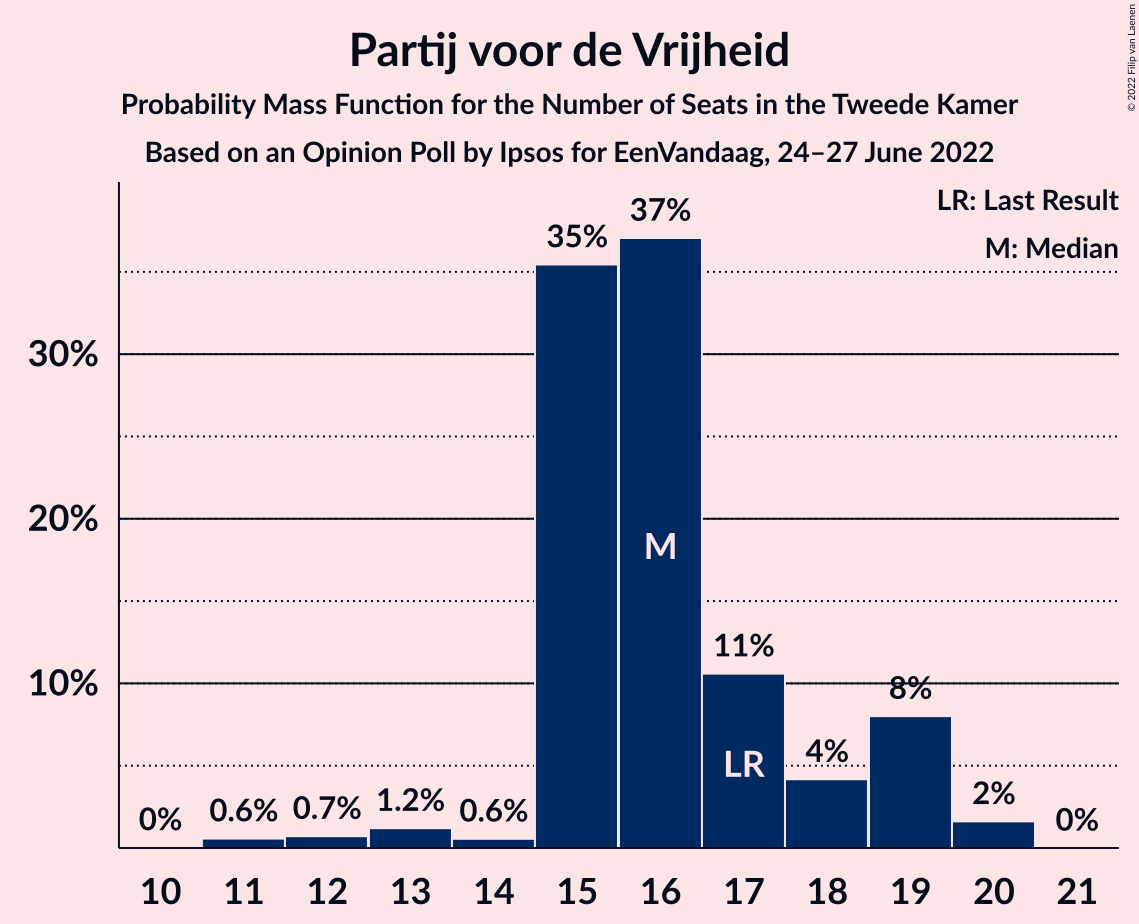 Partij voor de Vrijheid
Probability Mass Function for the Number of Seats in the Tweede Kamer
Based on an Opinion Poll by Ipsos for EenVandaag, 24–27 June 2022
© 2022 Filip van Laenen
LR: Last Result
M: Median
30%
20%
10%
0%
0.6%
0.7%
1.2%
0.6%
35%
37%
11%
4%
8%
2%
0%
M
LR
10 11 12 13 14 15 16 17 18 19 20 21